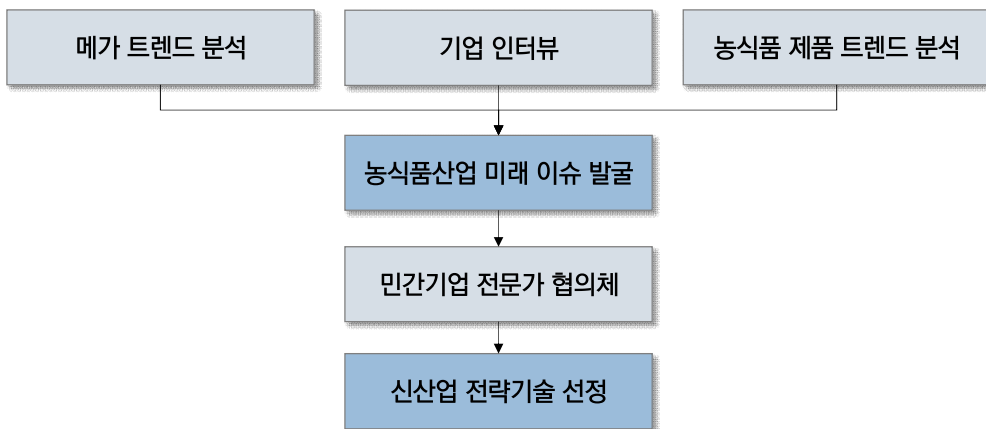 메가 트렌드 분석
기업 인터뷰
농식품 제품 트렌드 분석
농식품산업 미래 이슈 발굴
민간기업 전문가 협의체
신산업 전략기술 선정